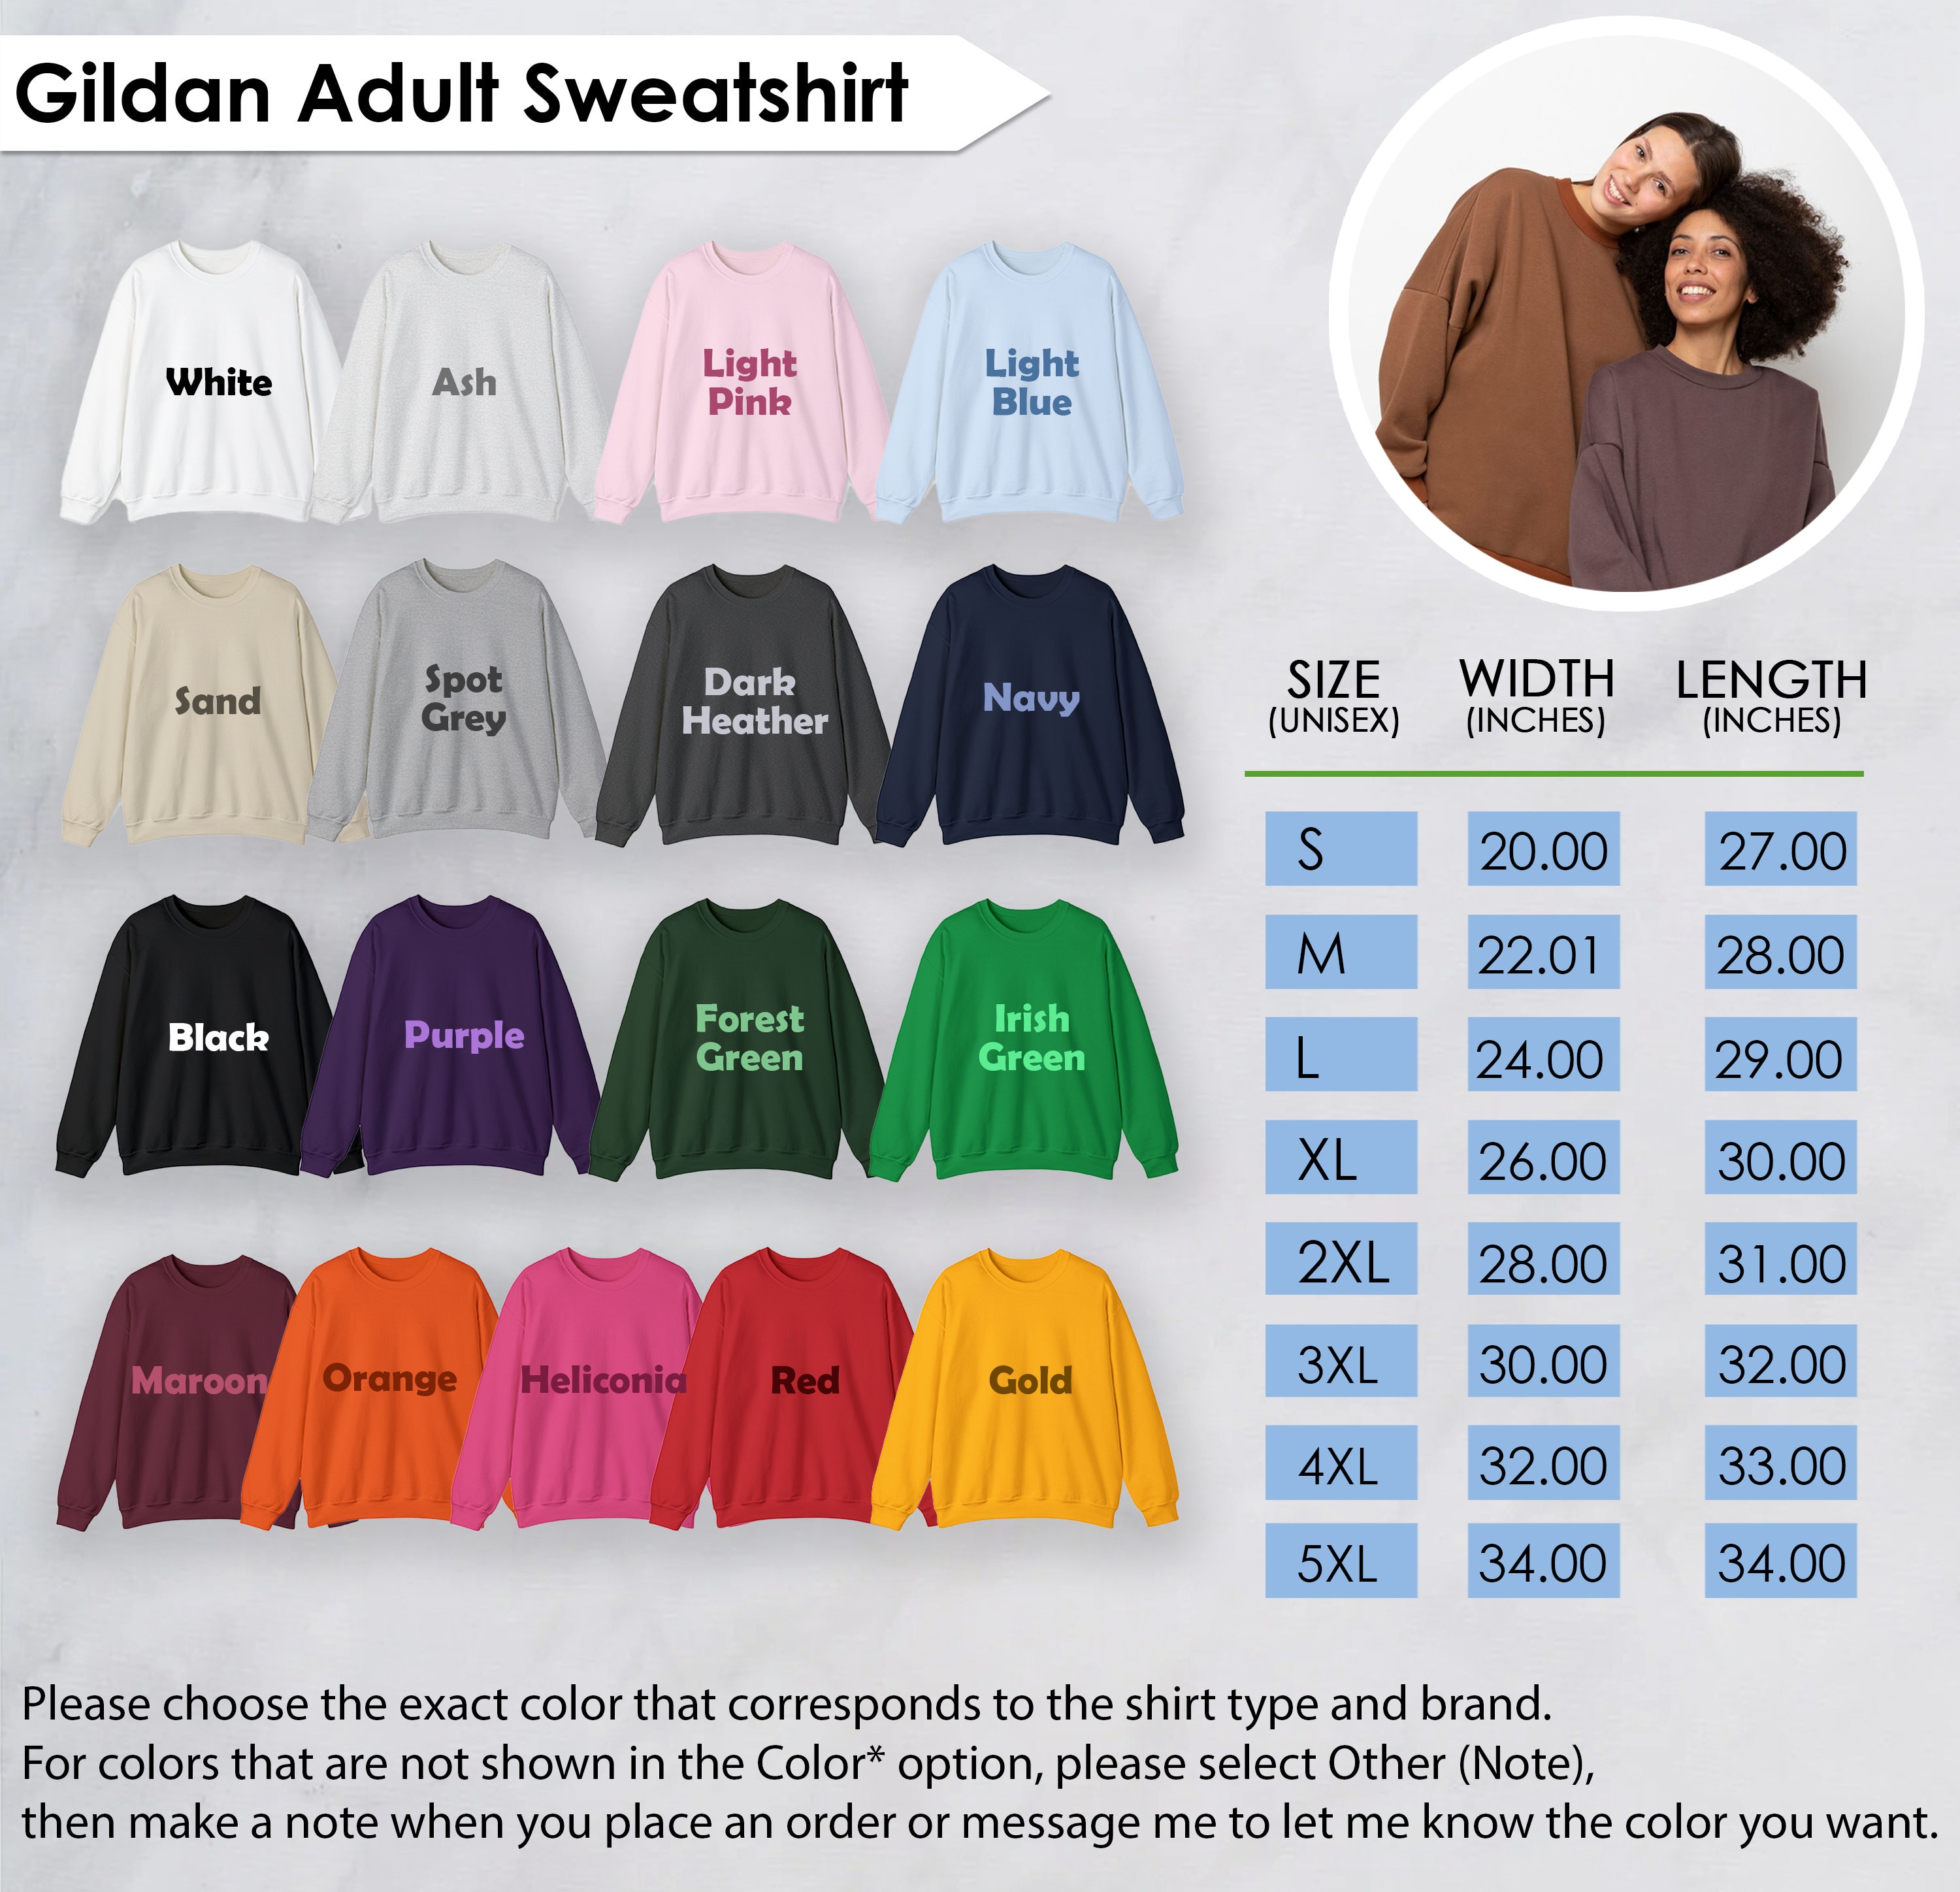 Gildan Adult Sweatshirt
White
Ash
Light
Pink
Light
Blue
Sand
Spot
Grey
Dark
Heather
Navy
Black
Purple
Forest
Green
Irish
Green
Maroon
Orange
Heliconia
Red
Gold
SIZE WIDTH LENGTH
(UNISEX) (INCHES) (INCHES)
S 20.00 27.00
M 22.01 28.00
L 24.00 29.00
XL 26.00 30.00
2XL 28.00 31.00
3XL 30.00 32.00
4XL 32.00 33.00
5XL 34.00 34.00
Please choose the exact color that corresponds to the shirt type and brand.
For colors that are not shown in the Color* option, please select Other (Note),
then make a note when you place an order or message me to let me know the color you want.